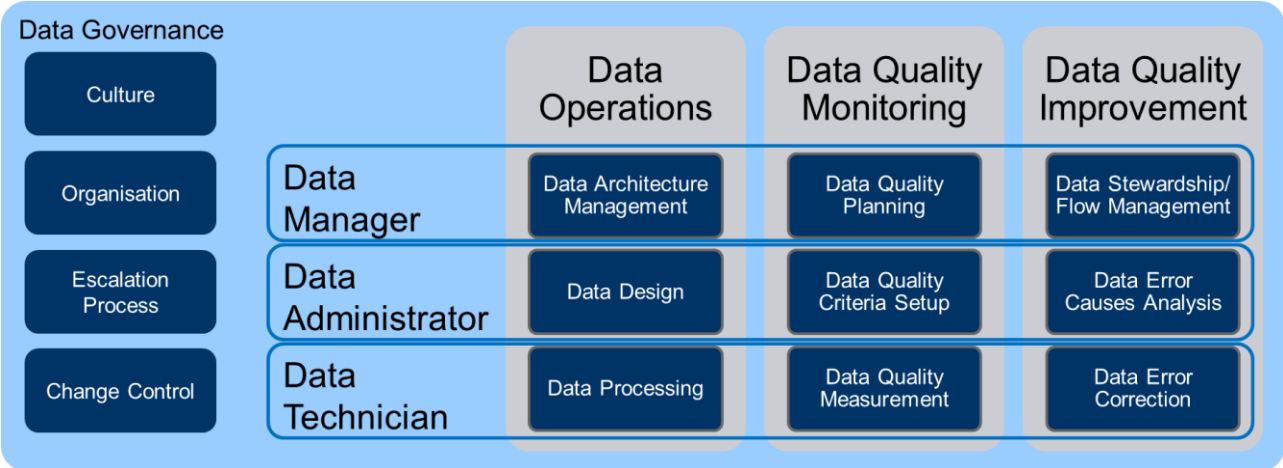 Data Governance
Culture
Organisation
Escalation
Process
Change Control
Data
Operations
Data Quality
Monitoring
Data Quality
Improvement
Data
Manager
Data Architecture
Management
Data Quality
Planning
Data Stewardship/
Flow Management
Data
Administrator
Data Design
Data Quality
Criteria Setup
Data Error
Causes Analysis
Data
Technician
Data Processing
Data Quality
Measurement
Data Error
Correction